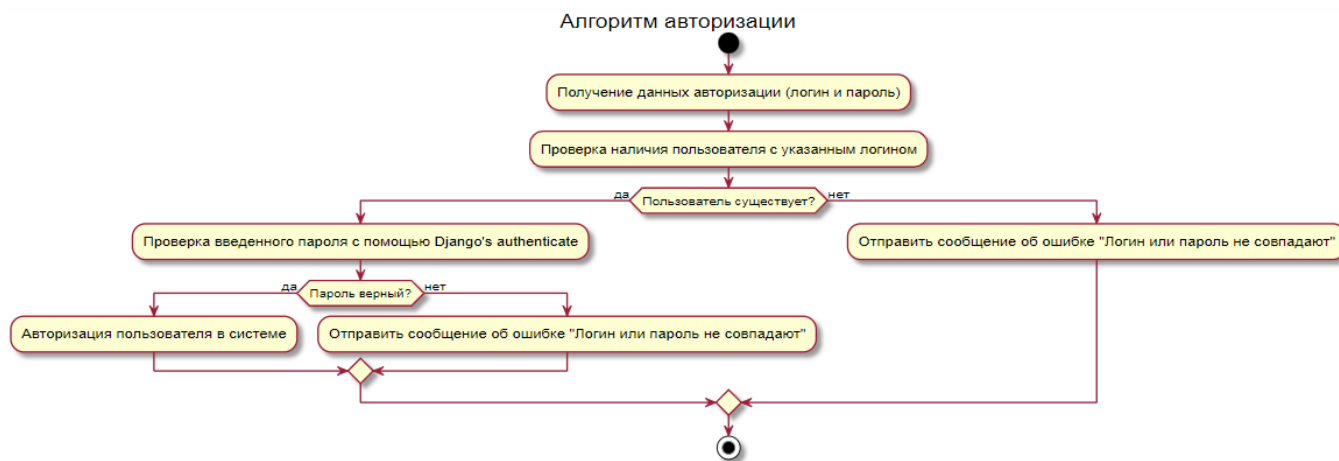 Алгоритм авторизации
Получение данных авторизации (логин и пароль)
Проверка наличия пользователя с указанным логином
да
Пользователь существует?
нет
Проверка введенного пароля с помощью Django's authenticate
Отправить сообщение об ошибке "Логин или пароль не совпадают"
да
Пароль верный?
нет
Авторизация пользователя в системе
Отправить сообщение об ошибке "Логин или пароль не совпадают"